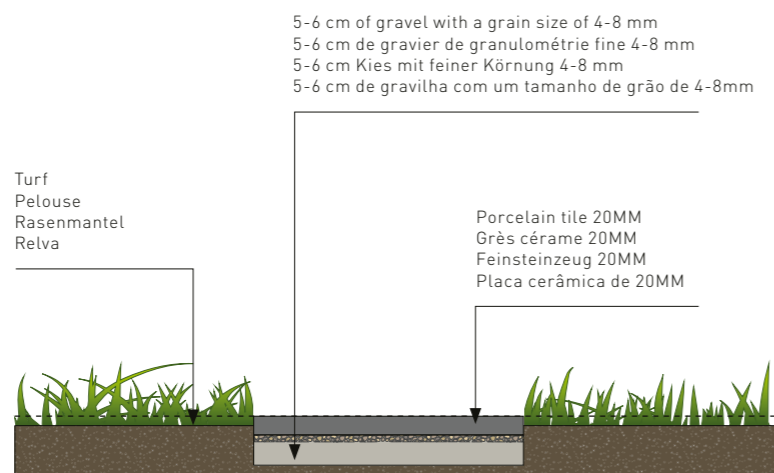 5-6 cm of gravel with a grain size of 4-8 mm
5-6 cm de gravier de granulométrie fine 4-8 mm
5-6 cm Kies mit feiner Körnung 4-8 mm
5-6 cm de gravilha com um tamanho de grão de 4-8mm
Turf
Pelouse
Rasenmantel
Relva
Porcelain tile 20MM
Grès cérame 20MM
Feinsteinzeug 20MM
Placa cerâmica de 20MM